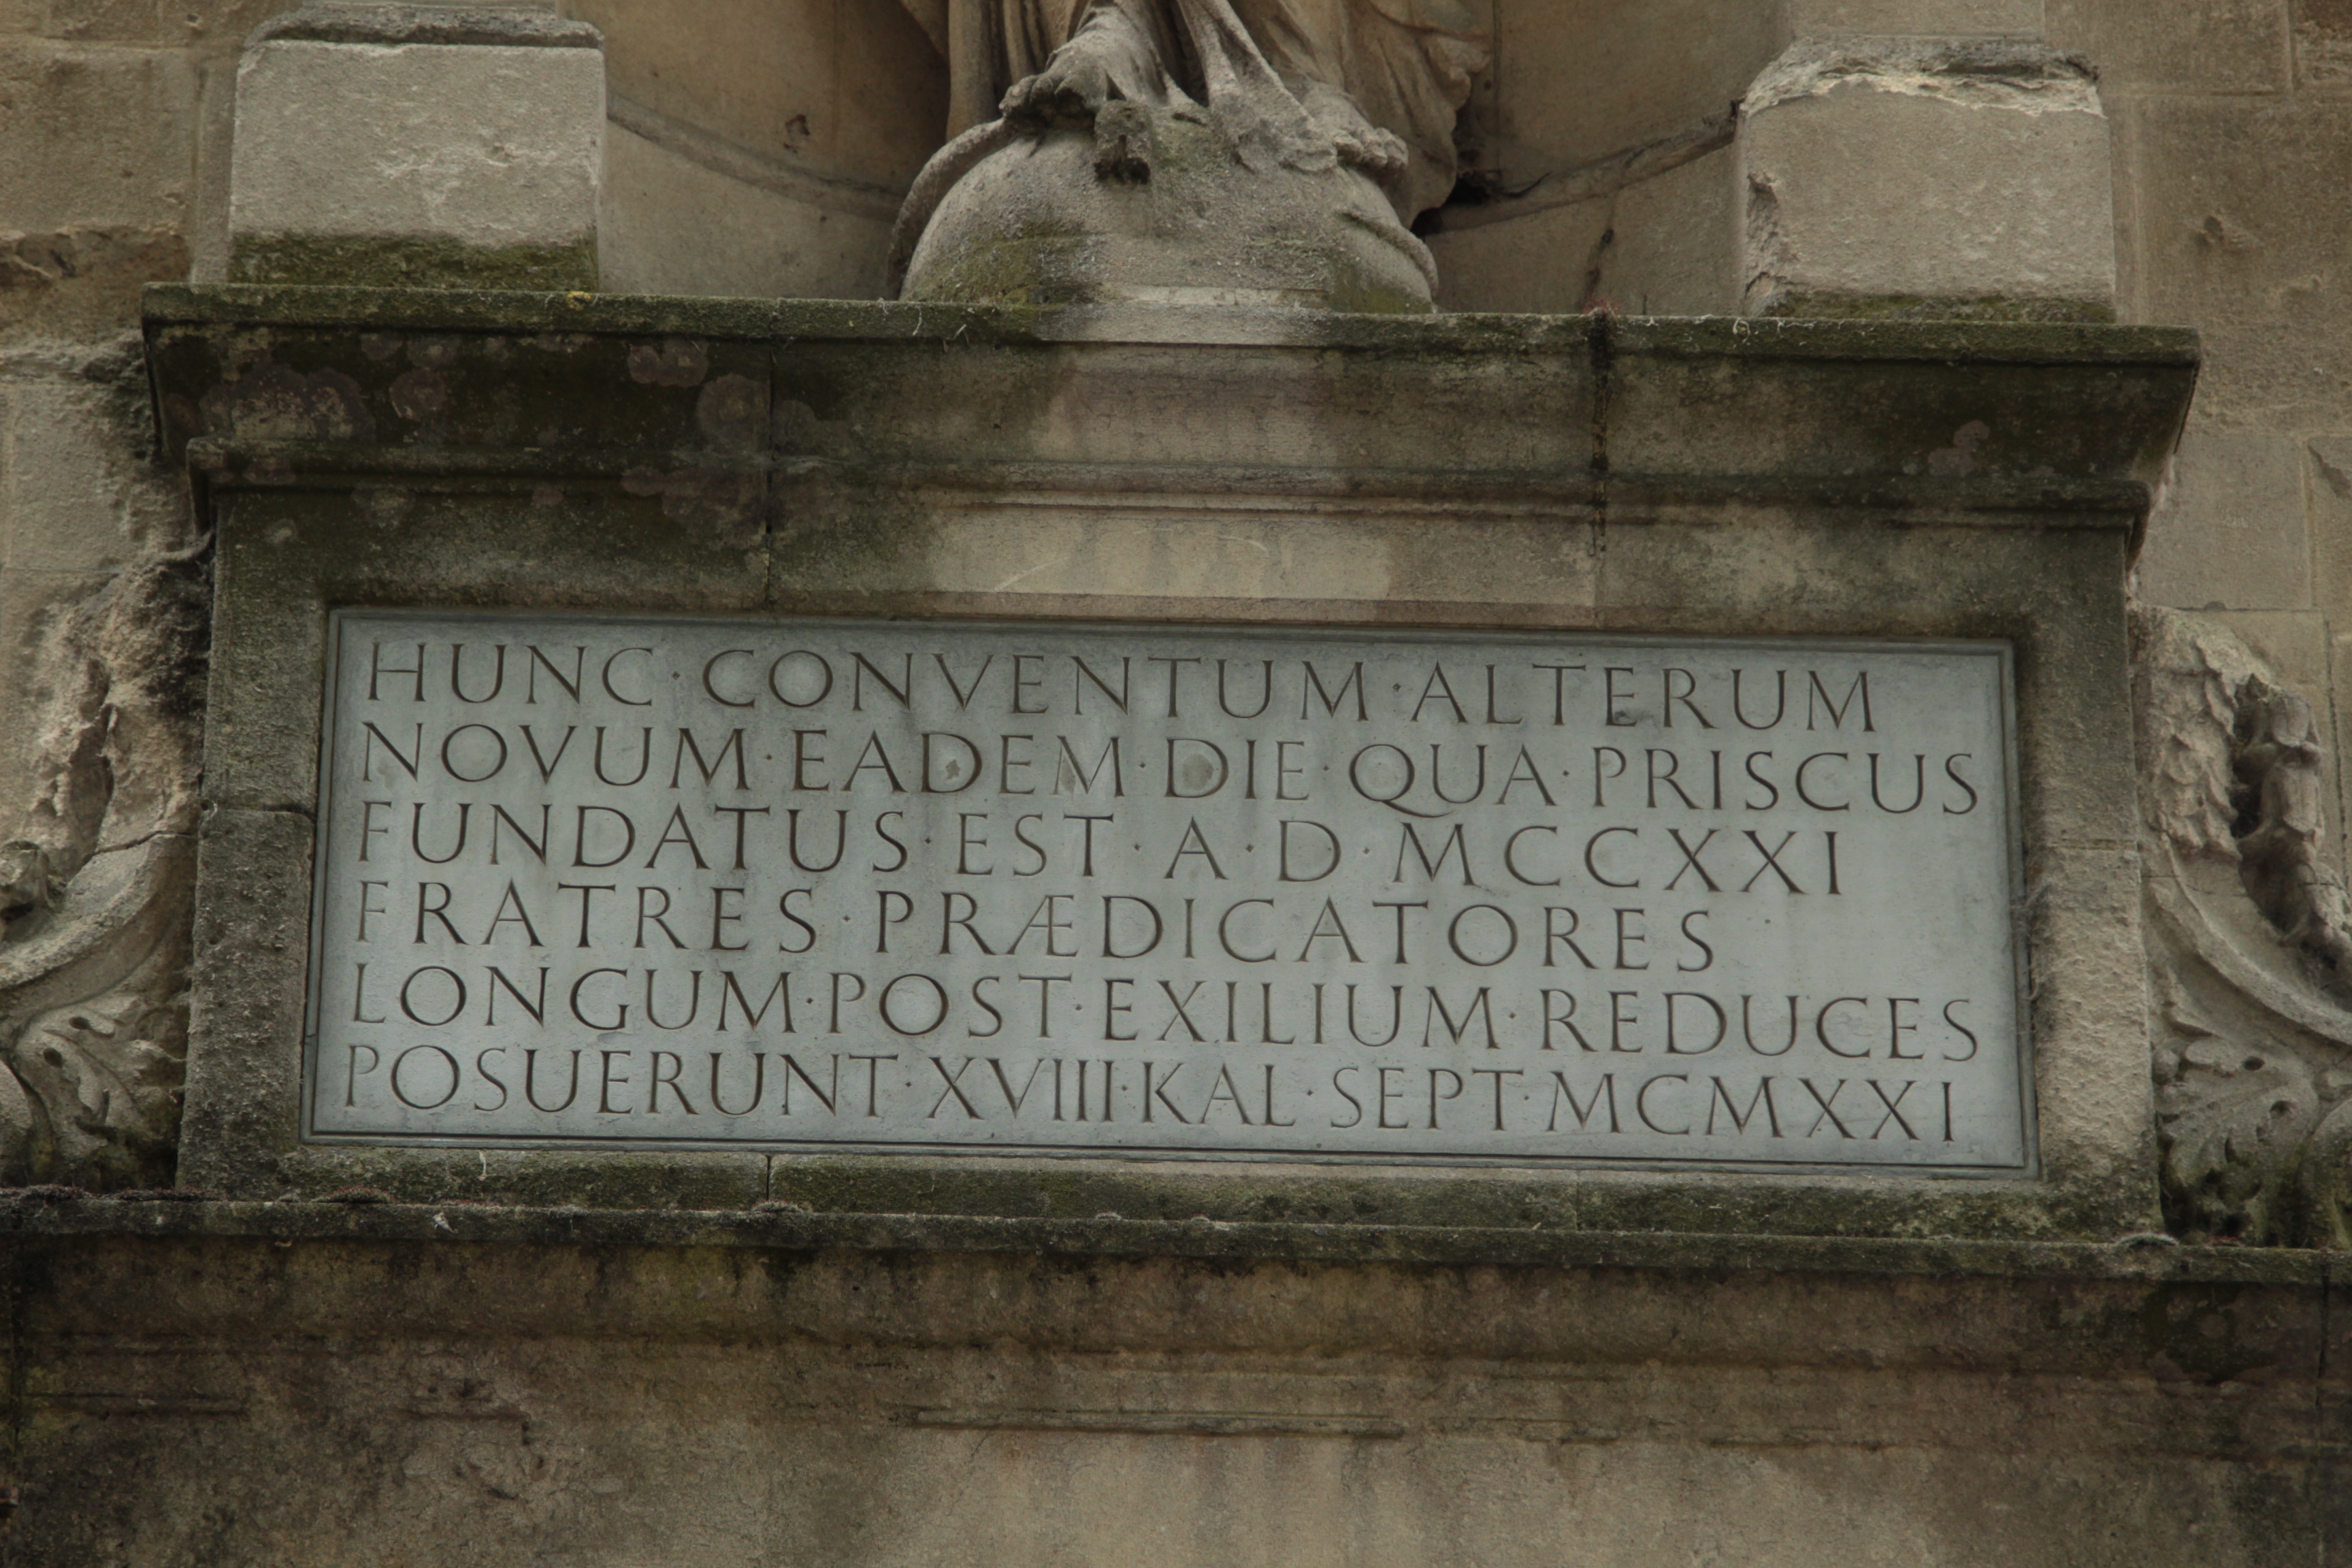 HUNC·CONVENTUM·ALTERUM
NOVUM·EADEM·DIE·QUA·PRISCUS
FUNDATUS·EST·A·D·MCCXXI
FRATRES·PRÆDICATORES
LONGUM·POST·EXILIUM·REDUCES
POSUERUNT·XVIII·KAL·SEPT·MCMXXI